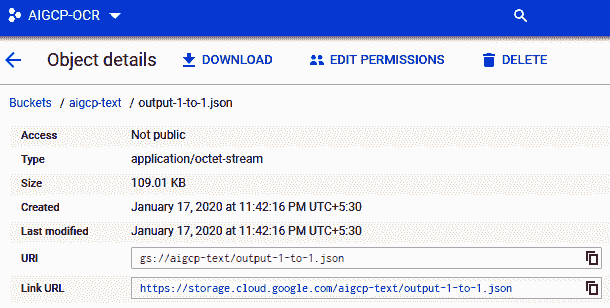 AIGCP-OCR
Object details DOWNLOAD EDIT PERMISSIONS DELETE
Buckets / aigcp-text / output-1-to-1.json
Access Not public
Type application/octet-stream
Size 109.01 KB
Created January 17, 2020 at 11:42:16 PM UTC+5:30
Last modified January 17, 2020 at 11:42:16 PM UTC+5:30
URI gs://aigcp-text/output-1-to-1.json
Link URL https://storage.cloud.google.com/aigcp-text/output-1-to-1.json